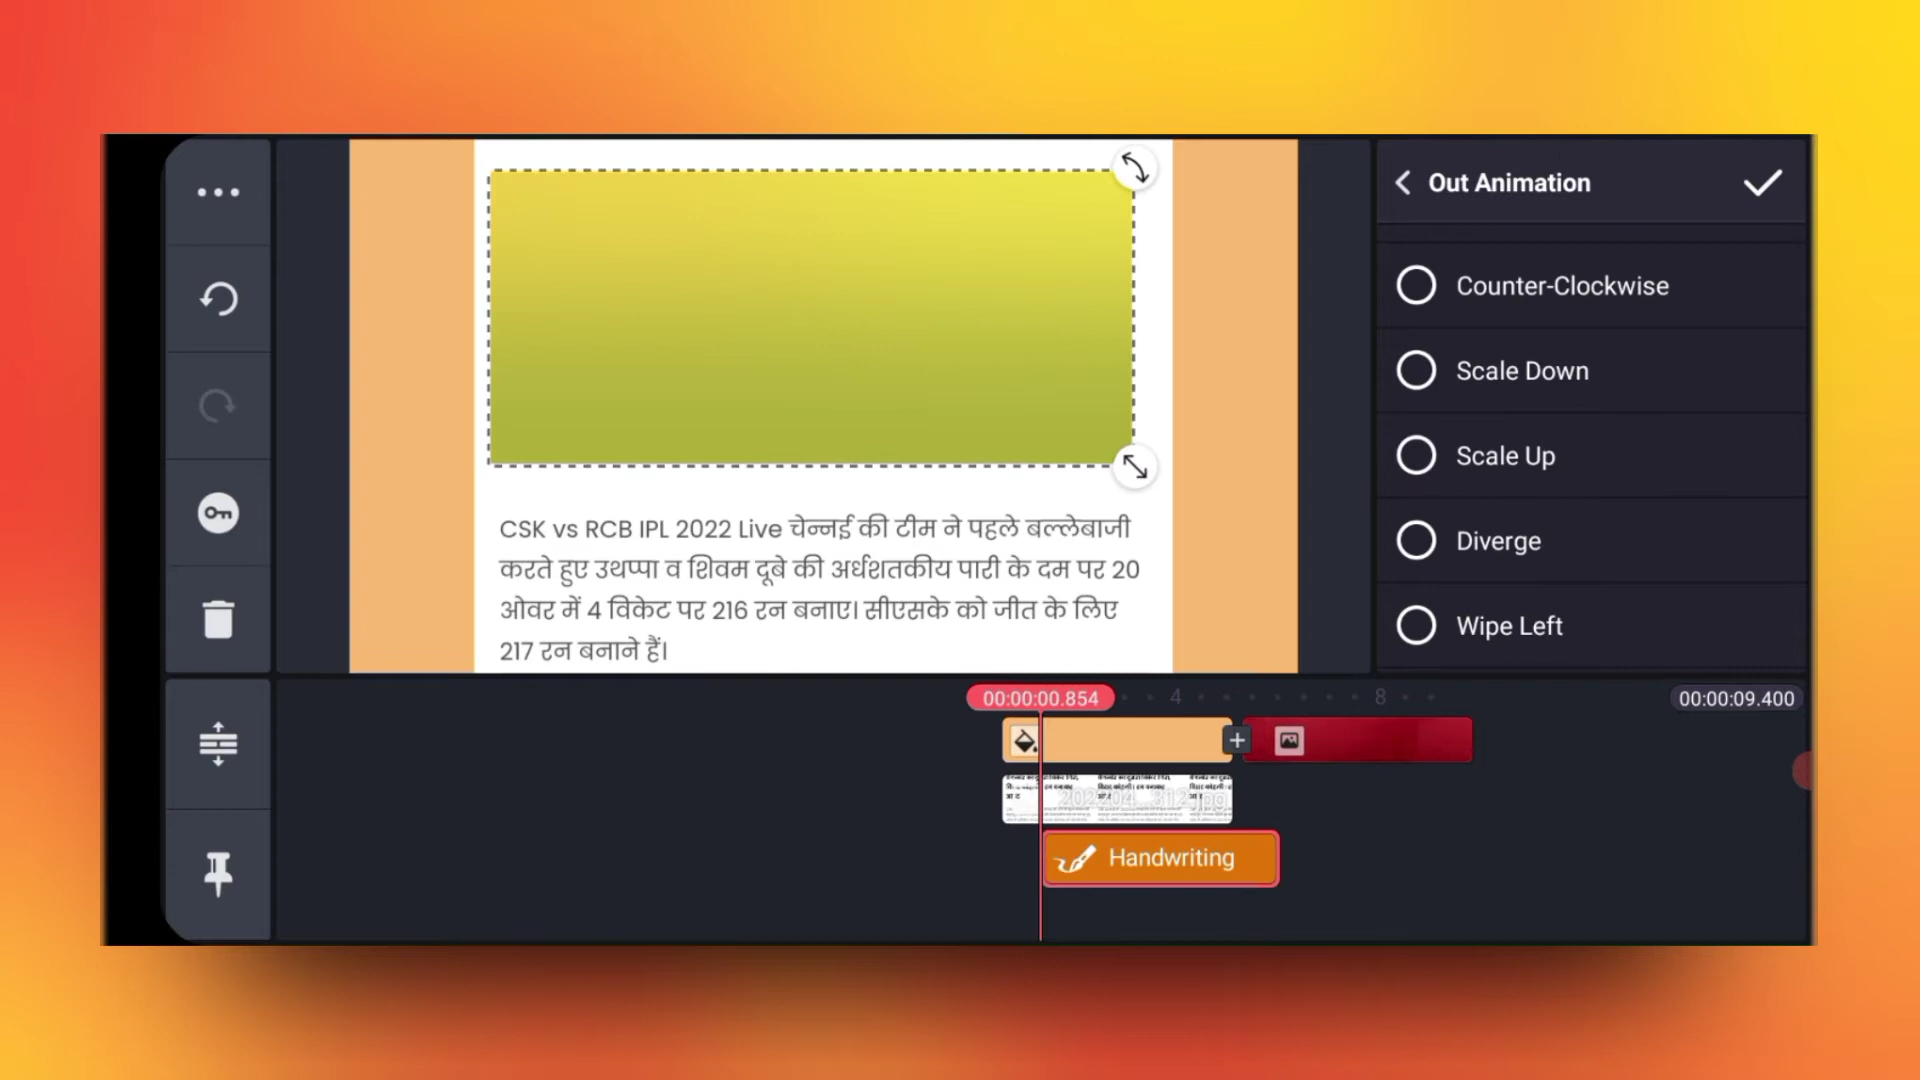 Out Animation
Counter-Clockwise
Scale Down
Scale Up
Diverge
Wipe Left
CSK vs RCB IPL 2022 Live चेन्नई की टीम ने पहले बल्लेबाजी
करते हुए उथप्पा व शिवम दूबे की अर्धशतकीय पारी के दम पर 20
ओवर में 4 विकेट पर 216 रन बनाए। सीएसके को जीत के लिए
217 रन बनाने हैं।
00:00:00.854
4
8
00:00:09.400
Handwriting